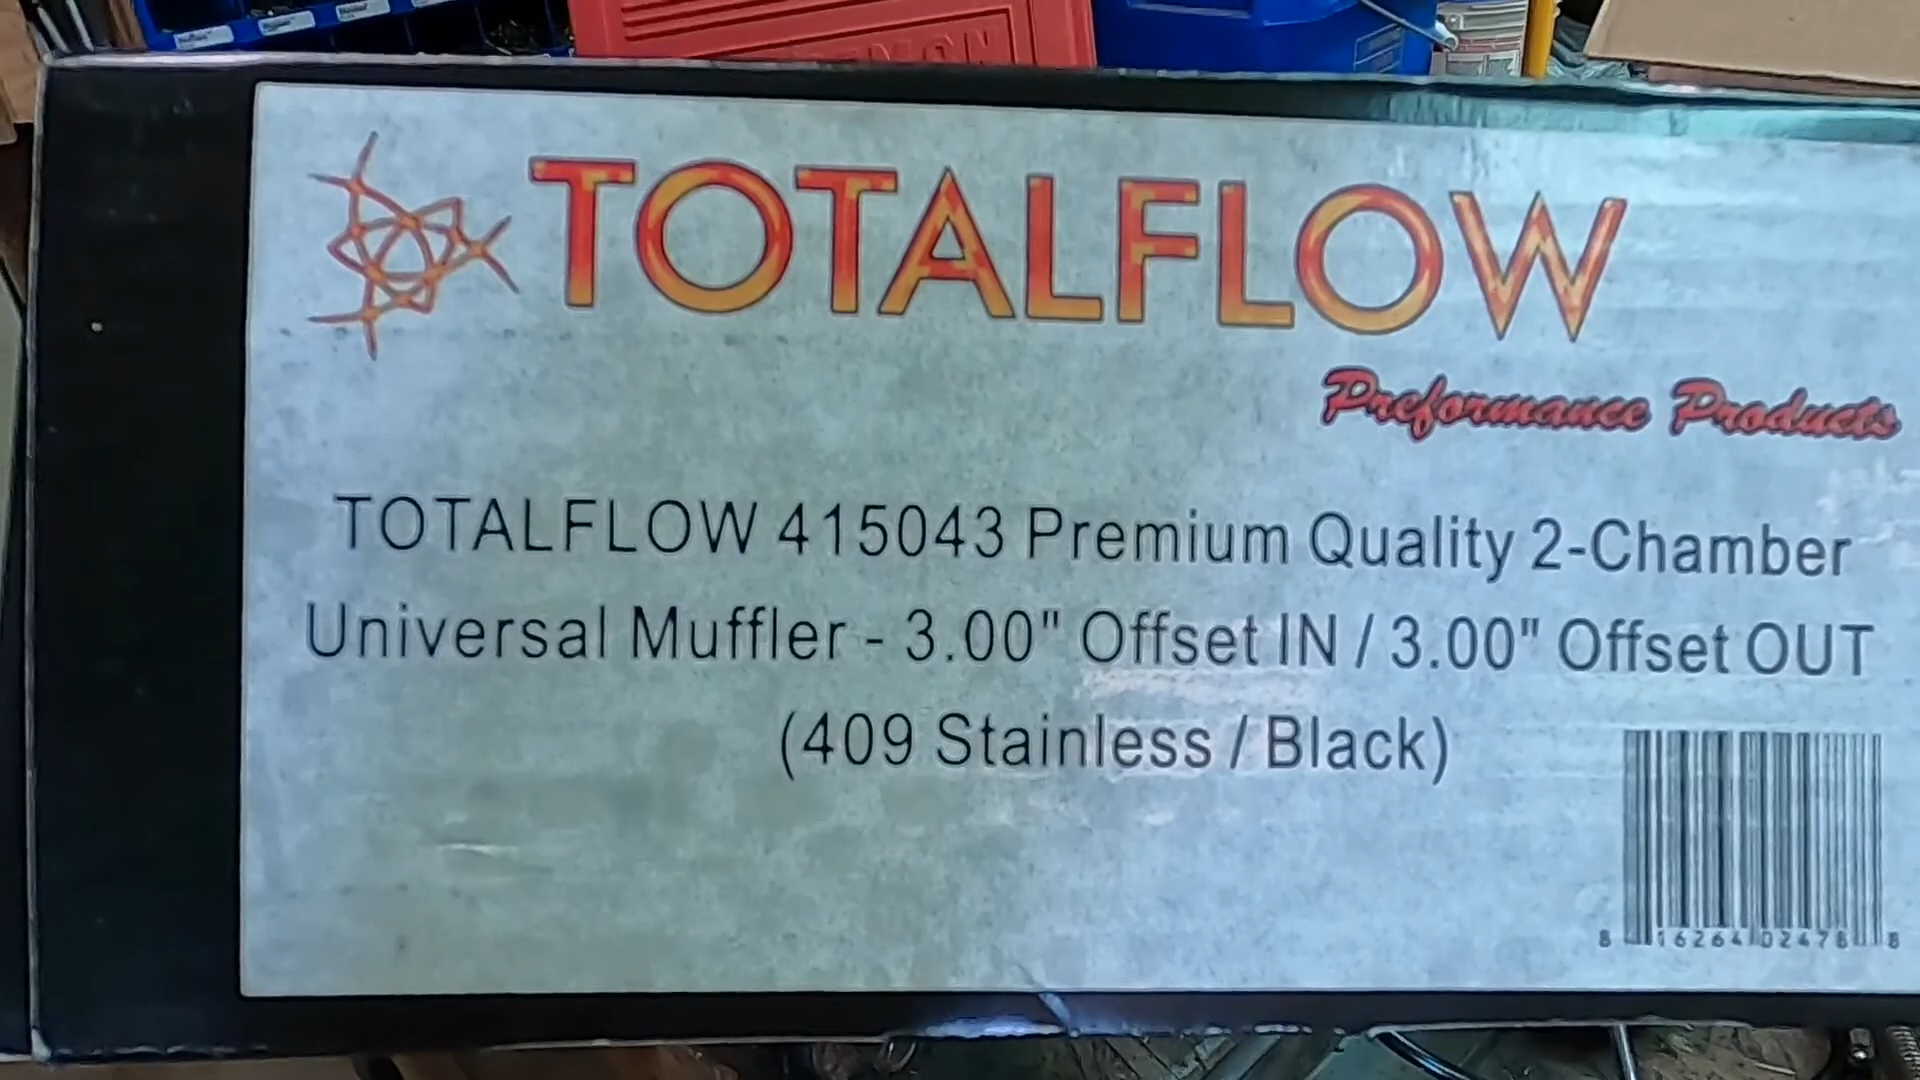 TOTALFLOW
Preformance Products
TOTALFLOW 415043 Premium Quality 2-Chamber
Universal Muffler - 3.00" Offset IN / 3.00" Offset OUT
(409 Stainless / Black)
8 16264 02478 8